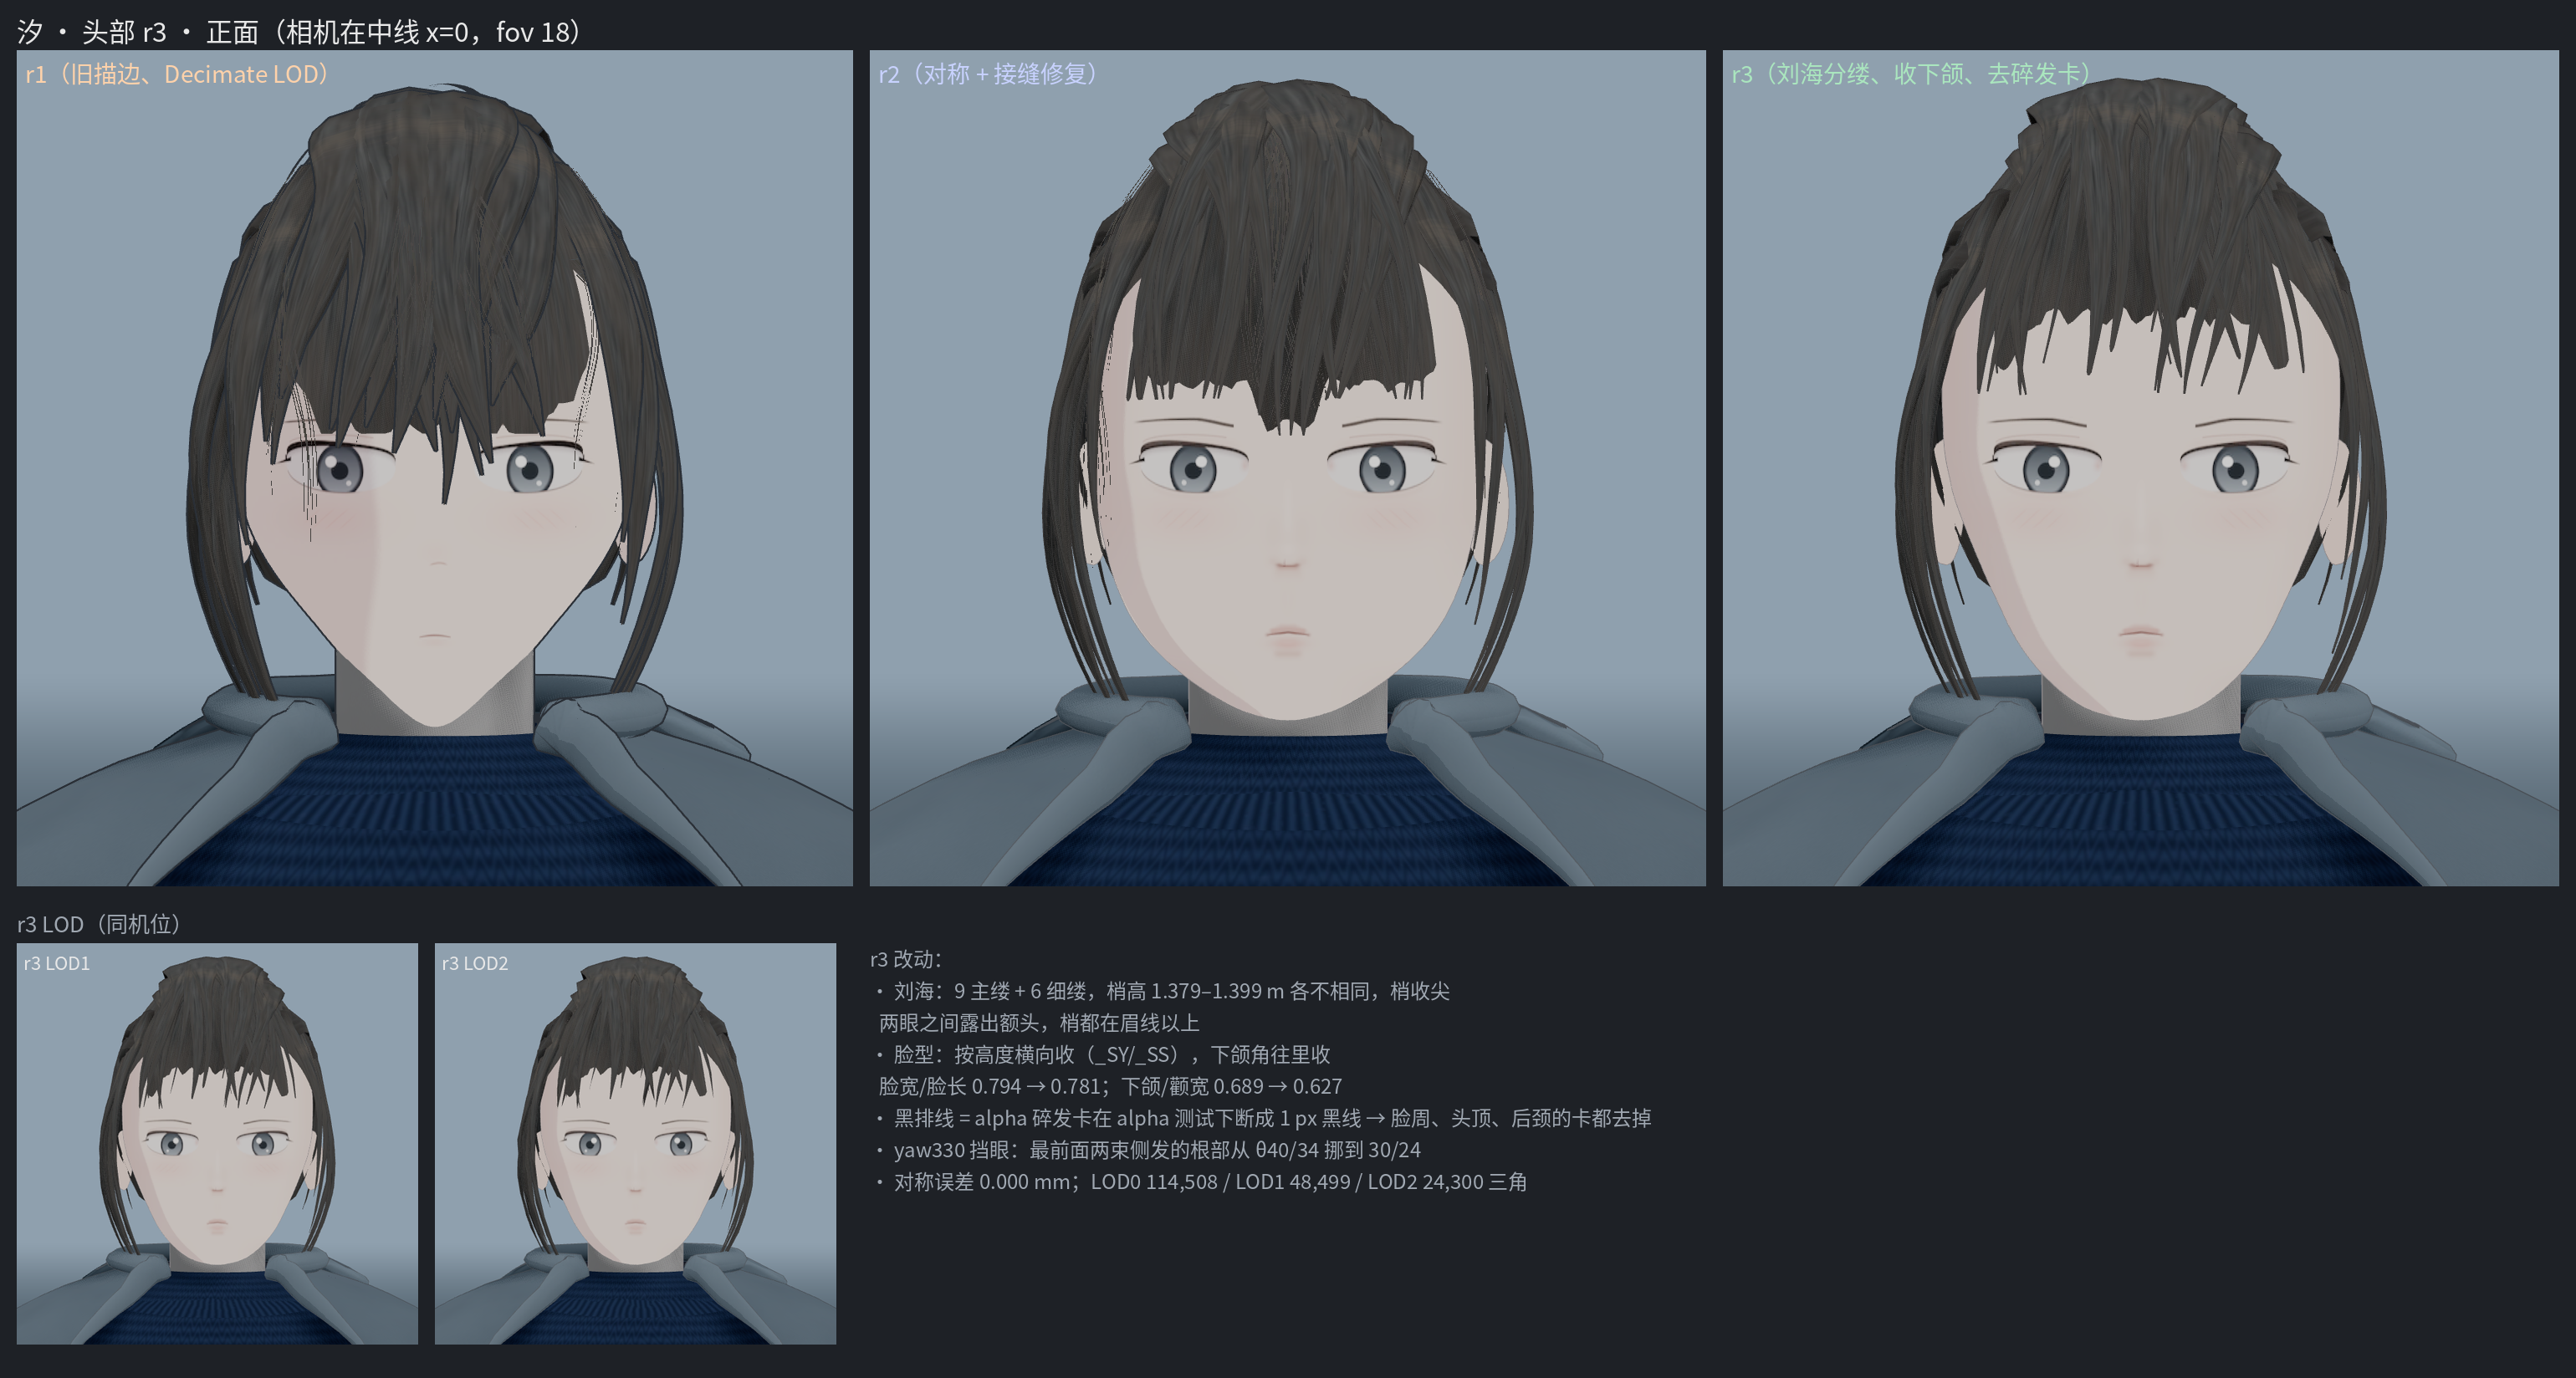 汐 · 头部 r3 · 正面（相机在中线 x=0，fov 18）
r1（旧描边、Decimate LOD）
r2（对称 + 接缝修复）
r3（刘海分缕、收下颌、去碎发卡）
r3 LOD（同机位）
r3 LOD1
r3 LOD2
r3 改动：
· 刘海：9 主缕 + 6 细缕，梢高 1.379–1.399 m 各不相同，梢收尖
两眼之间露出额头，梢都在眉线以上
· 脸型：按高度横向收（_SY/_SS），下颌角往里收
脸宽/脸长 0.794 → 0.781；下颌/颧宽 0.689 → 0.627
· 黑排线 = alpha 碎发卡在 alpha 测试下断成 1 px 黑线 → 脸周、头顶、后颈的卡都去掉
· yaw330 挡眼：最前面两束侧发的根部从 θ40/34 挪到 30/24
· 对称误差 0.000 mm；LOD0 114,508 / LOD1 48,499 / LOD2 24,300 三角